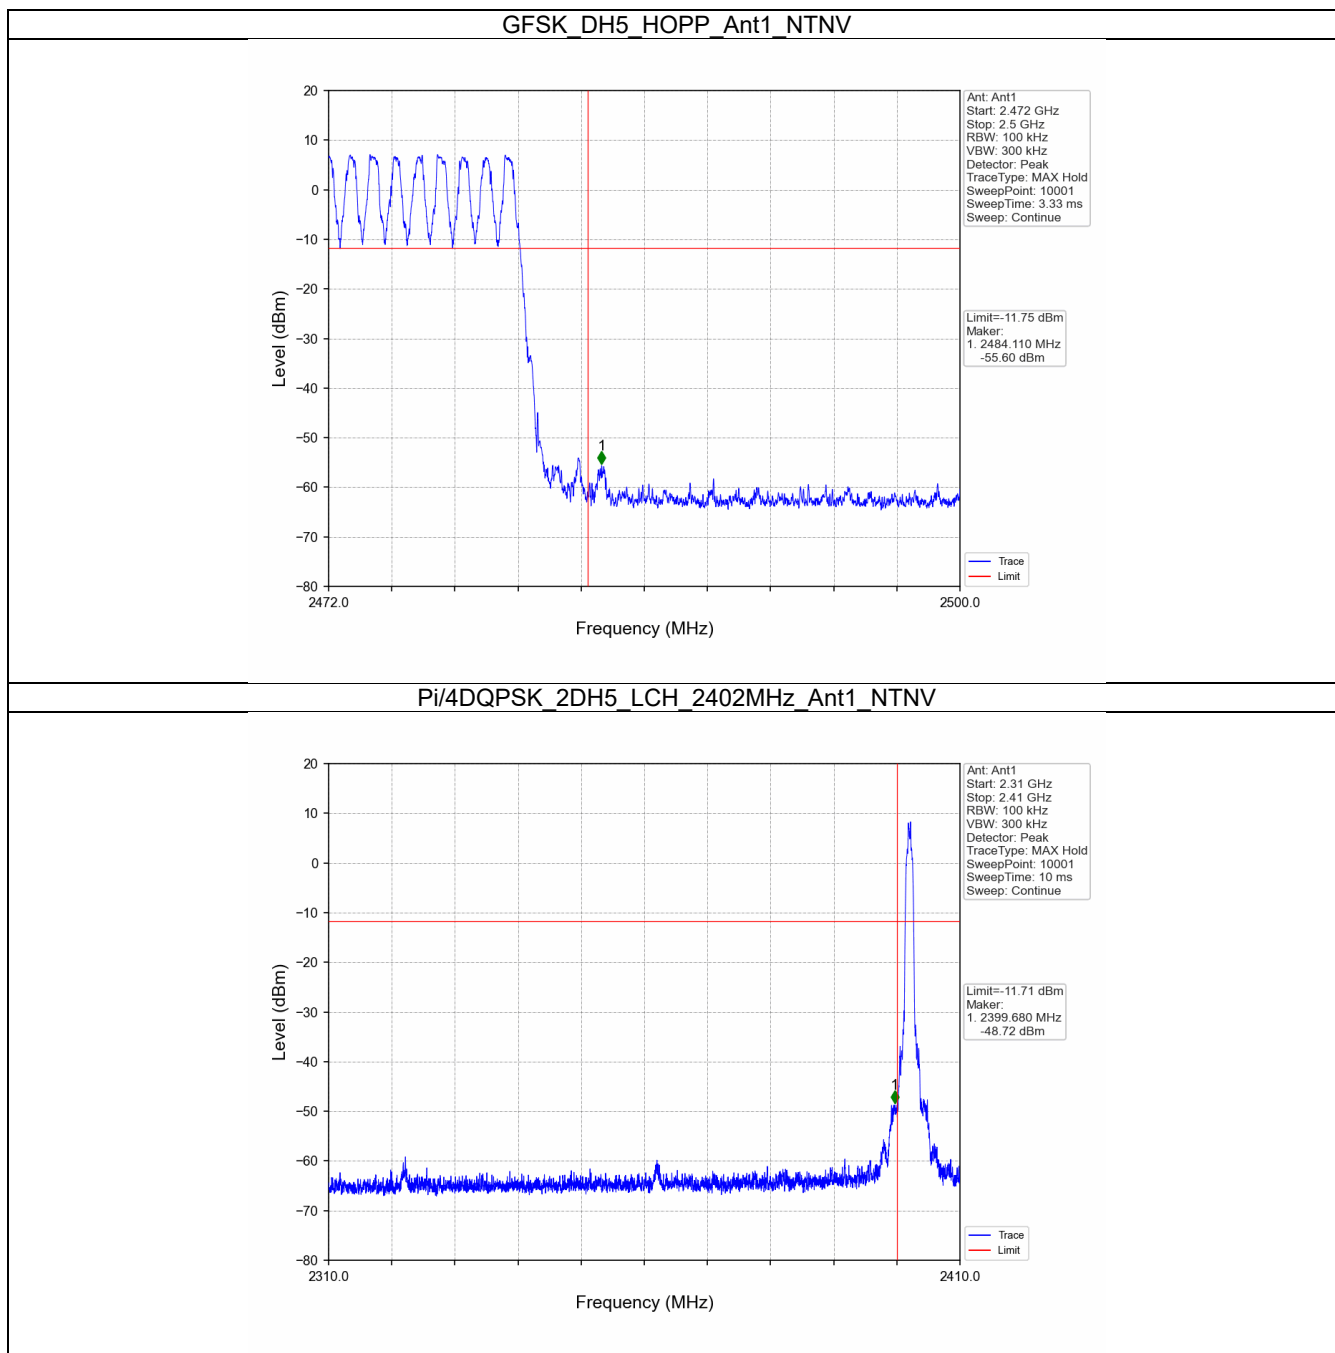 GFSK_DH5_HOPP_Ant1_NTNV
20
10
0
−10
−20
−30
−40
−50
−60
−70
−80
Level (dBm)
2472.0
2500.0
Frequency (MHz)
1
Ant: Ant1
Start: 2.472 GHz
Stop: 2.5 GHz
RBW: 100 kHz
VBW: 300 kHz
Detector: Peak
TraceType: MAX Hold
SweepPoint: 10001
SweepTime: 3.33 ms
Sweep: Continue
Limit=-11.75 dBm
Maker:
1. 2484.110 MHz
-55.60 dBm
Trace
Limit
Pi/4DQPSK_2DH5_LCH_2402MHz_Ant1_NTNV
20
10
0
−10
−20
−30
−40
−50
−60
−70
−80
Level (dBm)
2310.0
2410.0
Frequency (MHz)
1
Ant: Ant1
Start: 2.31 GHz
Stop: 2.41 GHz
RBW: 100 kHz
VBW: 300 kHz
Detector: Peak
TraceType: MAX Hold
SweepPoint: 10001
SweepTime: 10 ms
Sweep: Continue
Limit=-11.71 dBm
Maker:
1. 2399.680 MHz
-48.72 dBm
Trace
Limit